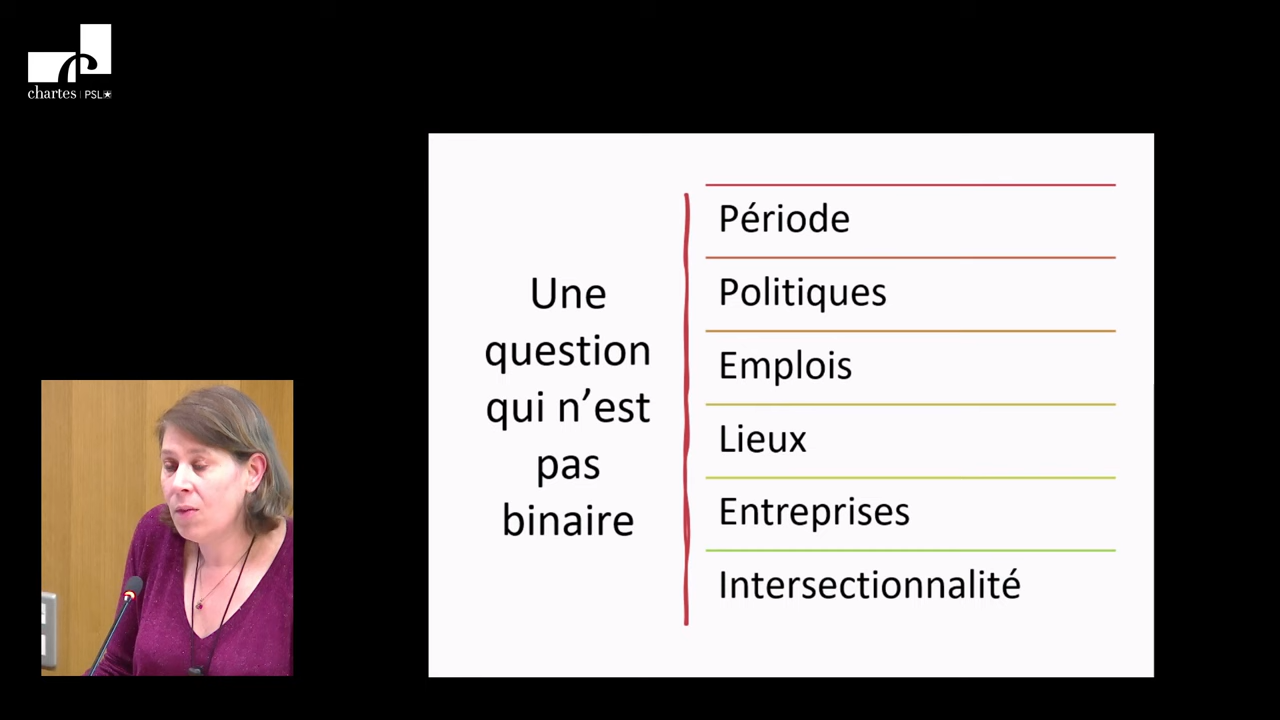 chartes | PSL★
Une
question
qui n’est
pas
binaire
Période
Politiques
Emplois
Lieux
Entreprises
Intersectionnalité